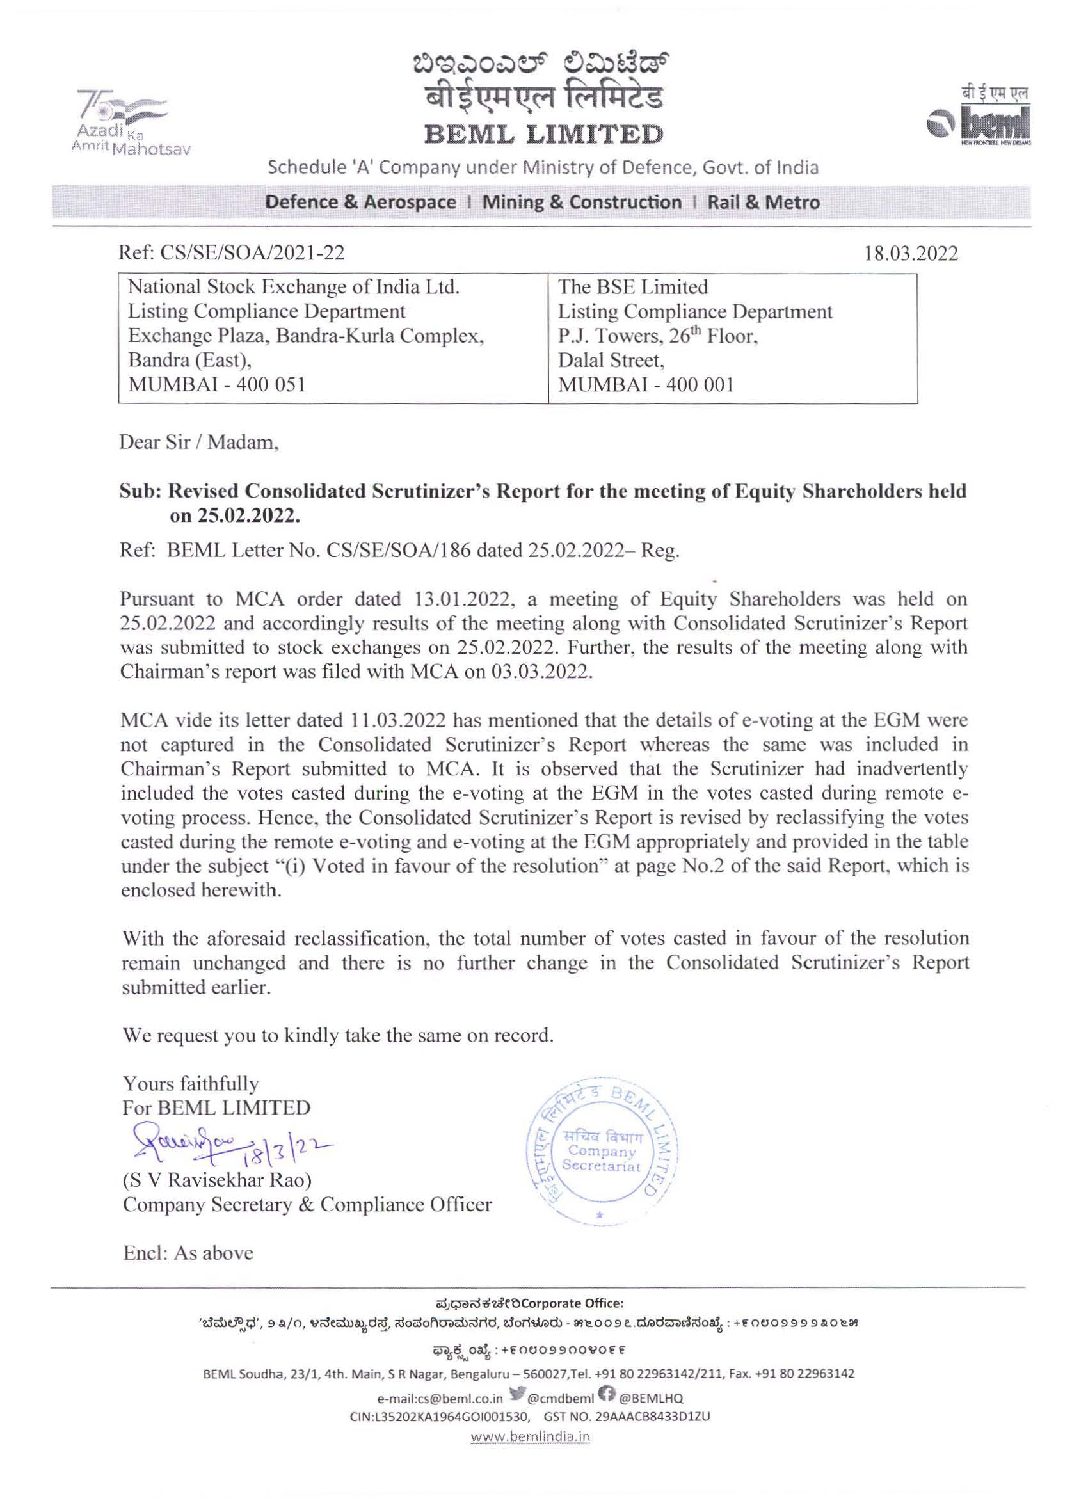 ಬಿಇಎಂಎಲ್ ಲಿಮಿಟೆಡ್
बीईएमएल लिमिटेड
BEML LIMITED
75
Azadi Ka
Amrit Mahotsav
बी ई एम एल
beml
NEW FRONTIERS. NEW DREAMS
Schedule 'A' Company under Ministry of Defence, Govt. of India
Defence & Aerospace | Mining & Construction | Rail & Metro
Ref: CS/SE/SOA/2021-22 18.03.2022
National Stock Exchange of India Ltd.
Listing Compliance Department
Exchange Plaza, Bandra-Kurla Complex,
Bandra (East),
MUMBAI - 400 051
The BSE Limited
Listing Compliance Department
P.J. Towers, 26th Floor,
Dalal Street,
MUMBAI - 400 001
Dear Sir / Madam,
Sub: Revised Consolidated Scrutinizer's Report for the meeting of Equity Shareholders held
on 25.02.2022.
Ref: BEML Letter No. CS/SE/SOA/186 dated 25.02.2022– Reg.
Pursuant to MCA order dated 13.01.2022, a meeting of Equity Shareholders was held on
25.02.2022 and accordingly results of the meeting along with Consolidated Scrutinizer's Report
was submitted to stock exchanges on 25.02.2022. Further, the results of the meeting along with
Chairman's report was filed with MCA on 03.03.2022.
MCA vide its letter dated 11.03.2022 has mentioned that the details of e-voting at the EGM were
not captured in the Consolidated Scrutinizer's Report whereas the same was included in
Chairman's Report submitted to MCA. It is observed that the Scrutinizer had inadvertently
included the votes casted during the e-voting at the EGM in the votes casted during remote e-
voting process. Hence, the Consolidated Scrutinizer's Report is revised by reclassifying the votes
casted during the remote e-voting and e-voting at the EGM appropriately and provided in the table
under the subject "(i) Voted in favour of the resolution" at page No.2 of the said Report, which is
enclosed herewith.
With the aforesaid reclassification, the total number of votes casted in favour of the resolution
remain unchanged and there is no further change in the Consolidated Scrutinizer's Report
submitted earlier.
We request you to kindly take the same on record.
Yours faithfully
For BEML LIMITED
18/3/22
(S V Ravisekhar Rao)
Company Secretary & Compliance Officer
बीईएमएल लिमिटेड BEML LIMITED
सचिव विभाग
Company
Secretariat
Encl: As above
ಪ್ರಧಾನಕಚೇರಿCorporate Office:
'ಬೆಮೆಲ್ಸೌಧ', ೨೩/೧, ೪ನೇಮುಖ್ಯರಸ್ತೆ, ಸಂಪಂಗಿರಾಮನಗರ, ಬೆಂಗಳೂರು - ೫೬೦೦೨೭.ದೂರವಾಣಿಸಂಖ್ಯೆ :
BEML Soudha, 23/1, 4th. Main, S R Nagar, Bengaluru – 560027,Tel. +91 80 22963142/211, Fax. +91 80 22963142
e-mail:cs@beml.co.in @cmdbeml @BEMLHQ
CIN:L35202KA1964GOI001530, GST NO. 29AAACB8433D1ZU
www.bemlindia.in